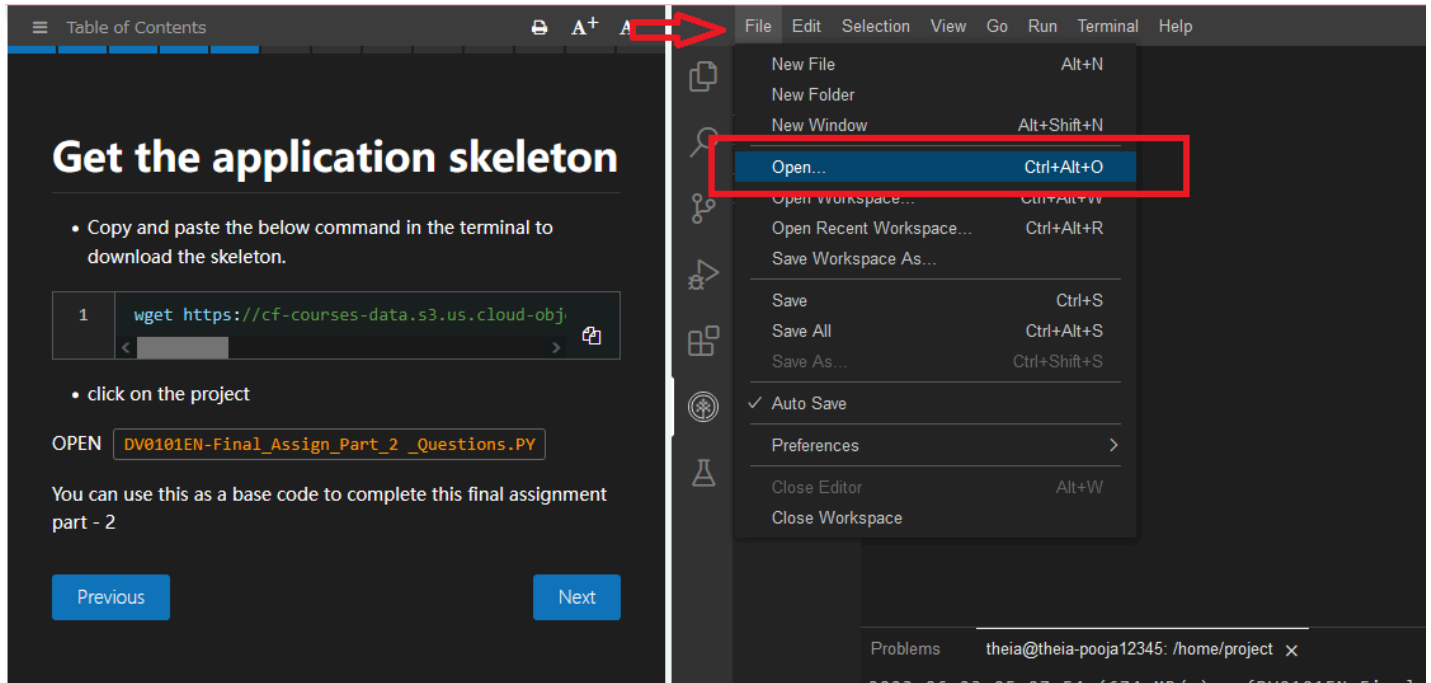 Table of Contents
A+ A
Get the application skeleton
• Copy and paste the below command in the terminal to
download the skeleton.
1 wget https://cf-courses-data.s3.us.cloud-obj
• click on the project
OPEN DV0101EN-Final_Assign_Part_2 _Questions.PY
You can use this as a base code to complete this final assignment
part - 2
Previous Next
File Edit Selection View Go Run Terminal Help
New File Alt+N
New Folder
New Window Alt+Shift+N
Open... Ctrl+Alt+O
Open Workspace... Ctrl+Alt+W
Open Recent Workspace... Ctrl+Alt+R
Save Workspace As...
Save Ctrl+S
Save All Ctrl+Alt+S
Save As... Ctrl+Shift+S
✓ Auto Save
Preferences >
Close Editor Alt+W
Close Workspace
Problems theia@theia-pooja12345: /home/project ×